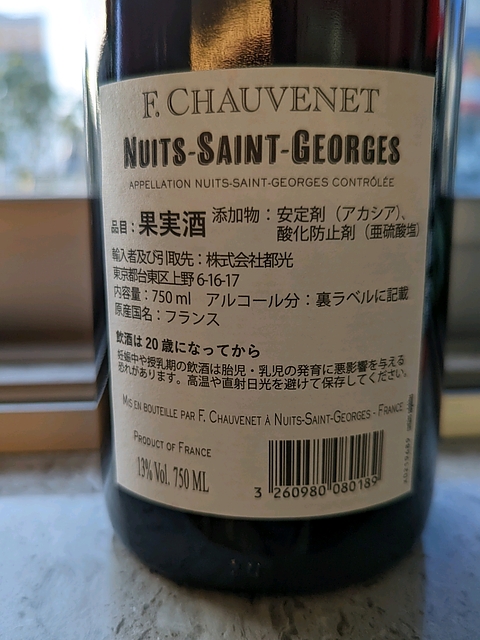 F. CHAUVENET
NUITS-SAINT-GEORGES
APPELLATION NUITS-SAINT-GEORGES CONTRÔLÉE
品目：果実酒 添加物：安定剤（アカシア）、
酸化防止剤（亜硫酸塩）
輸入者及び引取先：株式会社都光
東京都台東区上野 6-16-17
内容量：750 ml アルコール分：裏ラベルに記載
原産国名：フランス
飲酒は 20 歳になってから
妊娠中や授乳期の飲酒は胎児・乳児の発育に悪影響を与える
恐れがあります。高温や直射日光を避けて保存してください。
MIS EN BOUTEILLE PAR F. CHAUVENET À NUITS-SAINT-GEORGES - FRANCE
PRODUCT OF FRANCE
13% Vol. 750 ML
3 260980 080189